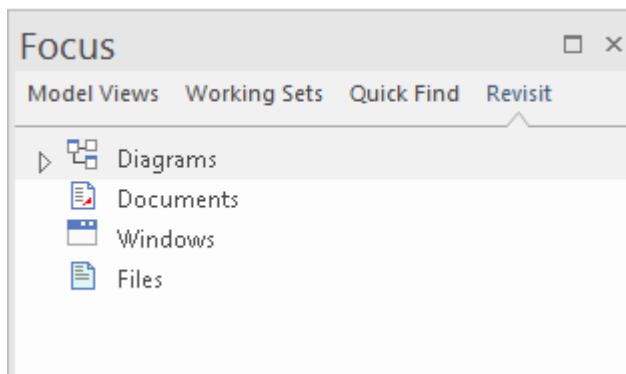 Focus
Model Views Working Sets Quick Find Revisit
Diagrams
Documents
Windows
Files